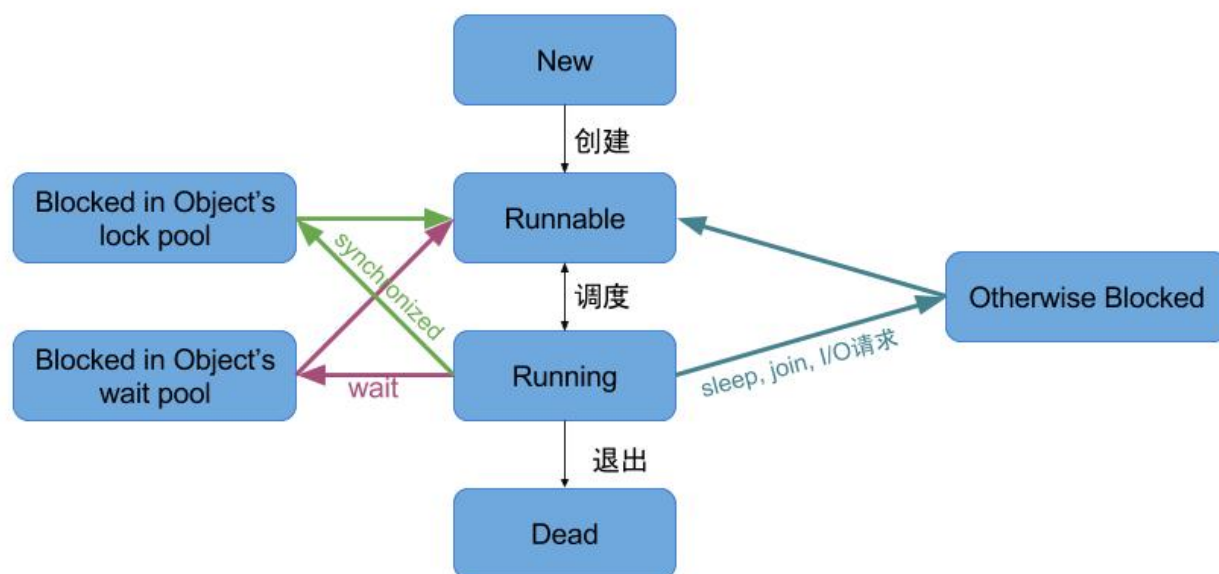 New
创建
Blocked in Object's
lock pool
Runnable
synchronized
调度
Otherwise Blocked
Blocked in Object's
wait pool
wait
Running
sleep, join, I/O请求
退出
Dead